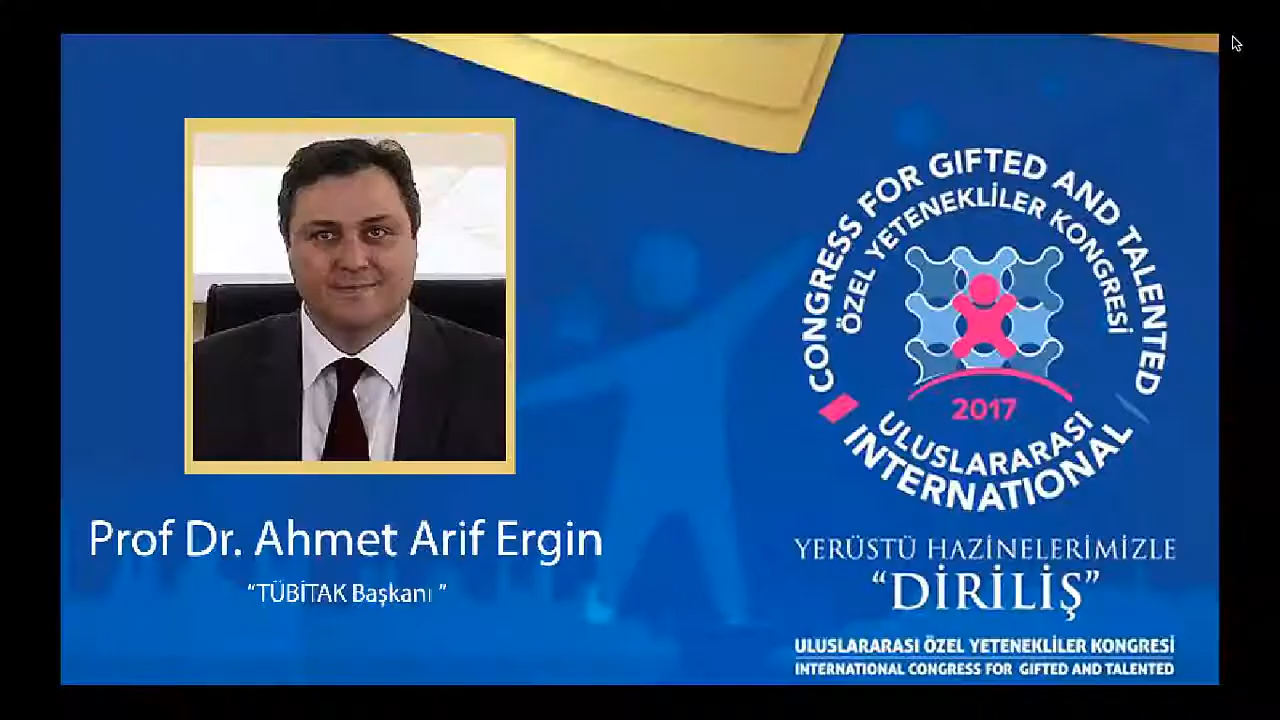 Prof Dr. Ahmet Arif Ergin
“TÜBİTAK Başkanı ”
CONGRESS FOR GIFTED AND TALENTED
ÖZEL YETENEKLİLER KONGRESİ
2017
ULUSLARARASI
INTERNATIONAL
YERÜSTÜ HAZİNELERİMİZLE
“DİRİLİŞ”
ULUSLARARASI ÖZEL YETENEKLİLER KONGRESİ
INTERNATIONAL CONGRESS FOR GIFTED AND TALENTED